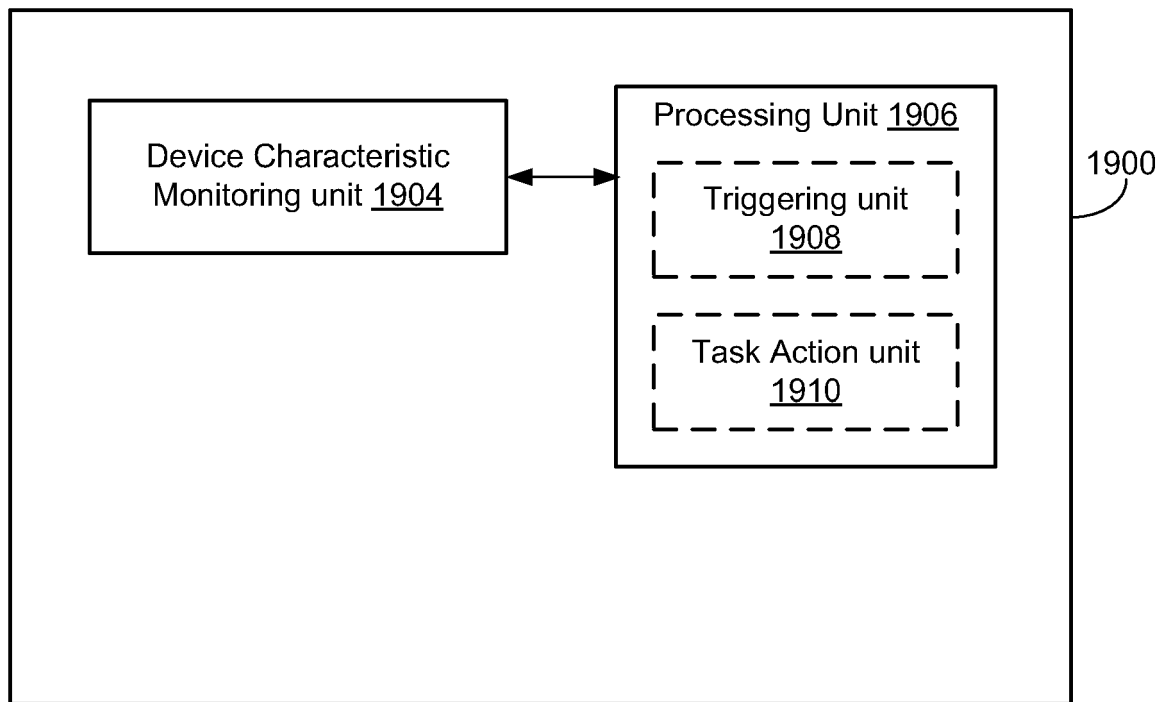 Device Characteristic
Monitoring unit 1904
Processing Unit 1906
Triggering unit
1908
Task Action unit
1910
1900